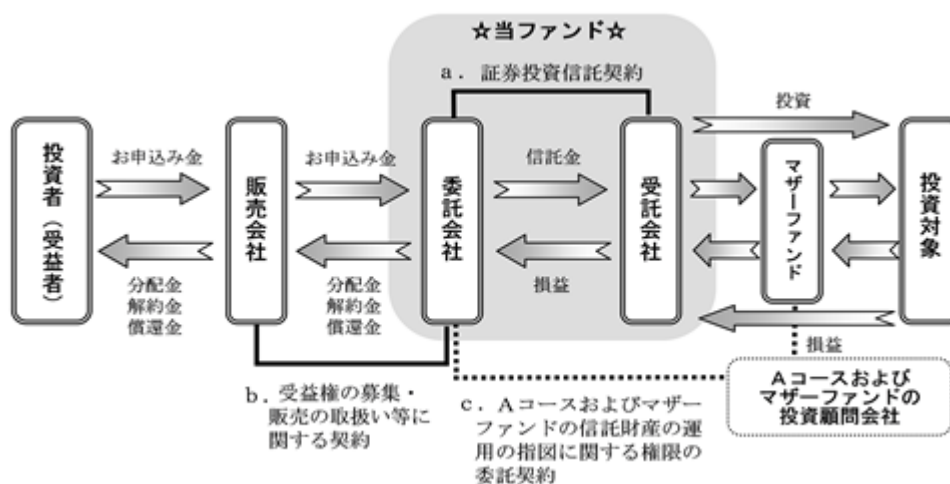 ☆当ファンド☆
a．証券投資信託契約
投資者（受益者）
お申込み金
分配金
解約金
償還金
販売会社
お申込み金
分配金
解約金
償還金
委託会社
信託金
損益
受託会社
投資
マザーファンド
損益
投資対象
b．受益権の募集・
販売の取扱い等に
関する契約
c．Aコースおよびマザー
ファンドの信託財産の運
用の指図に関する権限の
委託契約
Aコースおよび
マザーファンドの
投資顧問会社